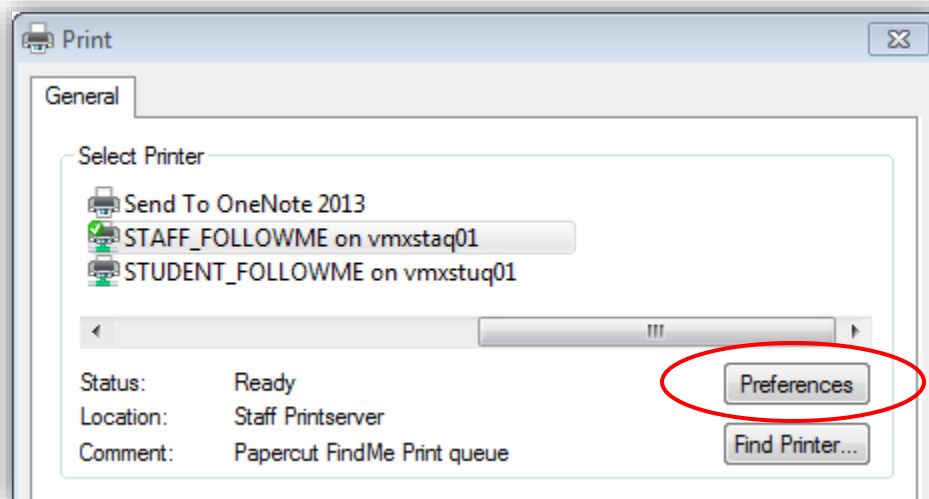 Print
General
Select Printer
Send To OneNote 2013
STAFF_FOLLOWME on vmxstaq01
STUDENT_FOLLOWME on vmxstuq01
Status: Ready Preferences
Location: Staff Printserver
Comment: Papercut FindMe Print queue Find Printer...